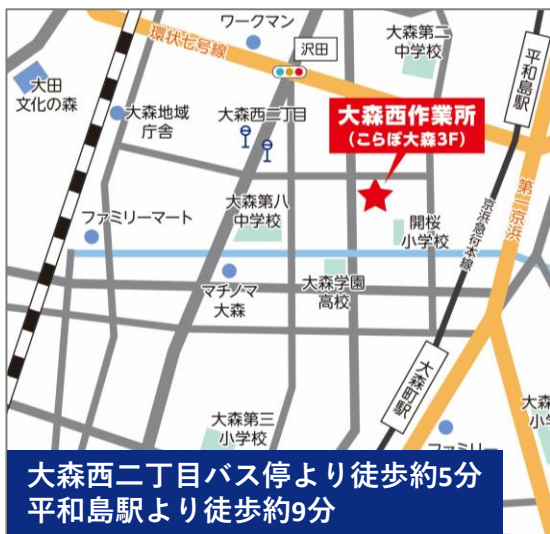 ワークマン
環状七号線
沢田
大森第二
中学校
平和島駅
大田
文化の森
大森地域
庁舎
大森西二丁目
大森西作業所
(こらぼ大森3F)
第一京浜
京浜急行本線
ファミリーマート
大森第八
中学校
開桜
小学校
マチノマ
大森
大森学園
高校
大森町駅
大森第三
小学校
大森西二丁目バス停より徒歩約5分
平和島駅より徒歩約9分